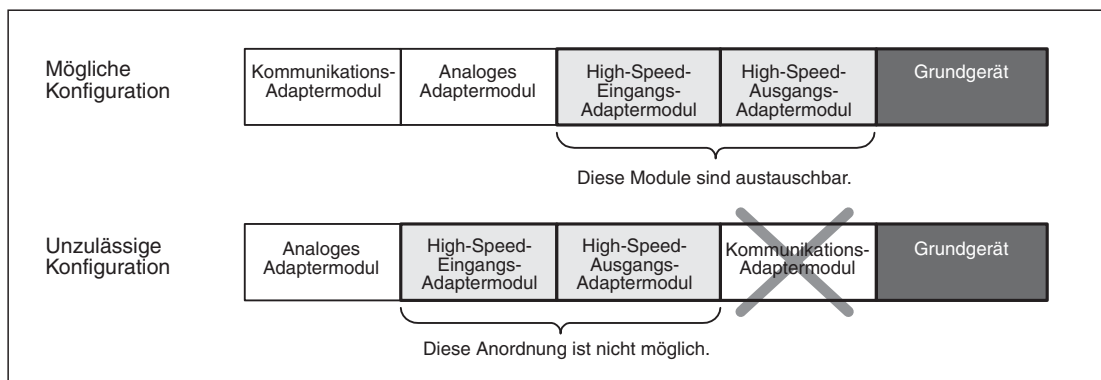 Mögliche
Konfiguration
Kommunikations-
Adaptermodul
Analoges
Adaptermodul
High-Speed-
Eingangs-
Adaptermodul
High-Speed-
Ausgangs-
Adaptermodul
Grundgerät
Diese Module sind austauschbar.
Unzulässige
Konfiguration
Analoges
Adaptermodul
High-Speed-
Eingangs-
Adaptermodul
High-Speed-
Ausgangs-
Adaptermodul
Kommunikations-
Adaptermodul
Grundgerät
Diese Anordnung ist nicht möglich.